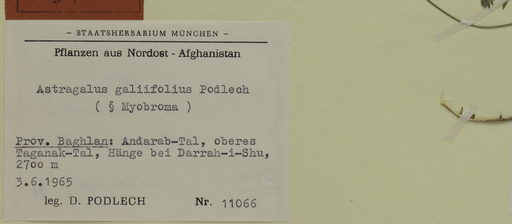 – STAATSHERBARIUM MÜNCHEN –
Pflanzen aus Nordost - Afghanistan
Astragalus galiifolius Podlech
( § Myobroma )
Prov. Baghlan: Andarab-Tal, oberes
Taganak-Tal, Hänge bei Darrah-i-Shu,
2700 m
3.6.1965
leg. D. PODLECH Nr. 11066